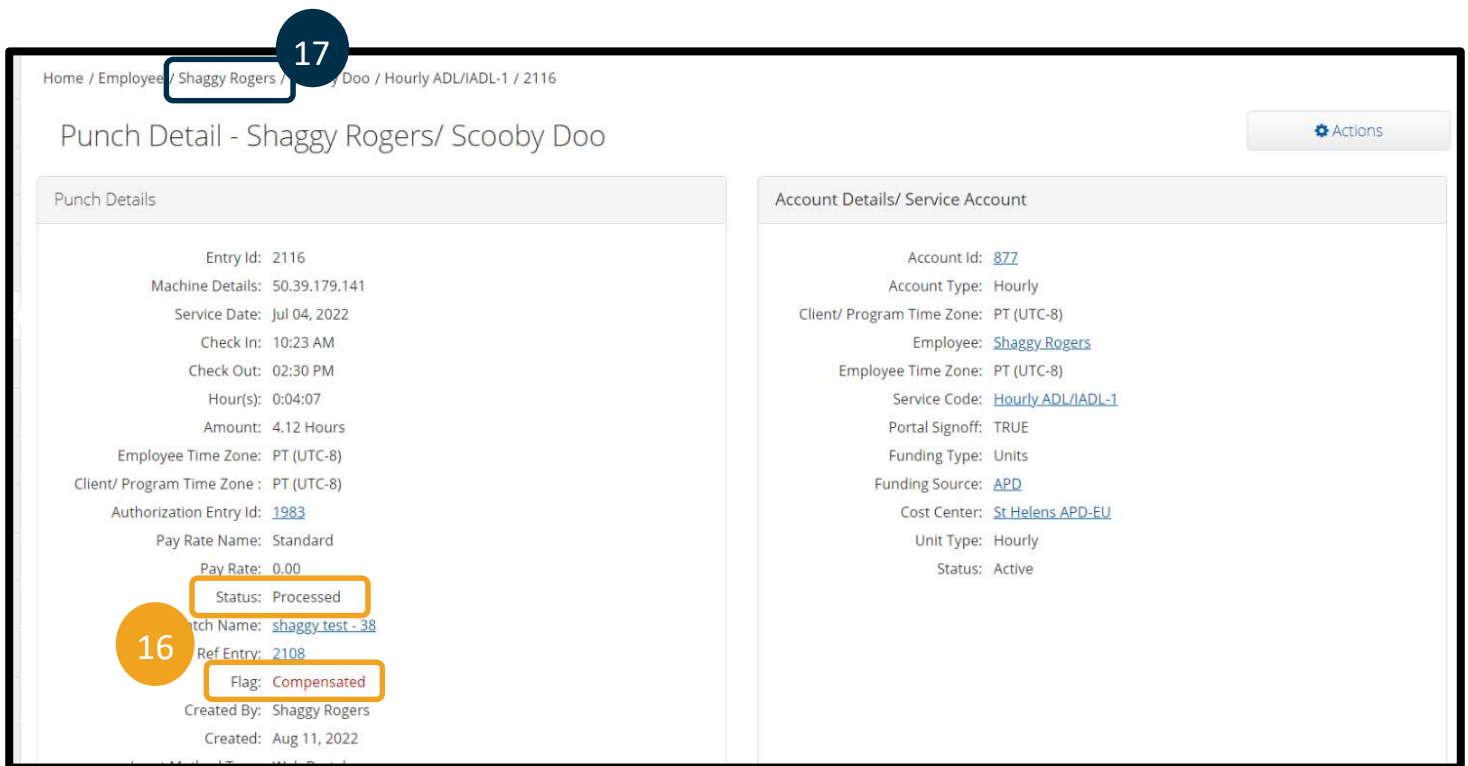 17
Home / Employee / Shaggy Rogers / Doo / Hourly ADL/IADL-1 / 2116
Punch Detail - Shaggy Rogers/ Scooby Doo
Actions
Punch Details
Entry Id: 2116
Machine Details: 50.39.179.141
Service Date: Jul 04, 2022
Check In: 10:23 AM
Check Out: 02:30 PM
Hour(s): 0:04:07
Amount: 4.12 Hours
Employee Time Zone: PT (UTC-8)
Client/ Program Time Zone : PT (UTC-8)
Authorization Entry Id: 1983
Pay Rate Name: Standard
Pay Rate: 0.00
Status: Processed
tch Name: shaggy test - 38
16
Ref Entry: 2108
Flag: Compensated
Created By: Shaggy Rogers
Created: Aug 11, 2022
Account Details/ Service Account
Account Id: 877
Account Type: Hourly
Client/ Program Time Zone: PT (UTC-8)
Employee: Shaggy Rogers
Employee Time Zone: PT (UTC-8)
Service Code: Hourly ADL/IADL-1
Portal Signoff: TRUE
Funding Type: Units
Funding Source: APD
Cost Center: St Helens APD-EU
Unit Type: Hourly
Status: Active